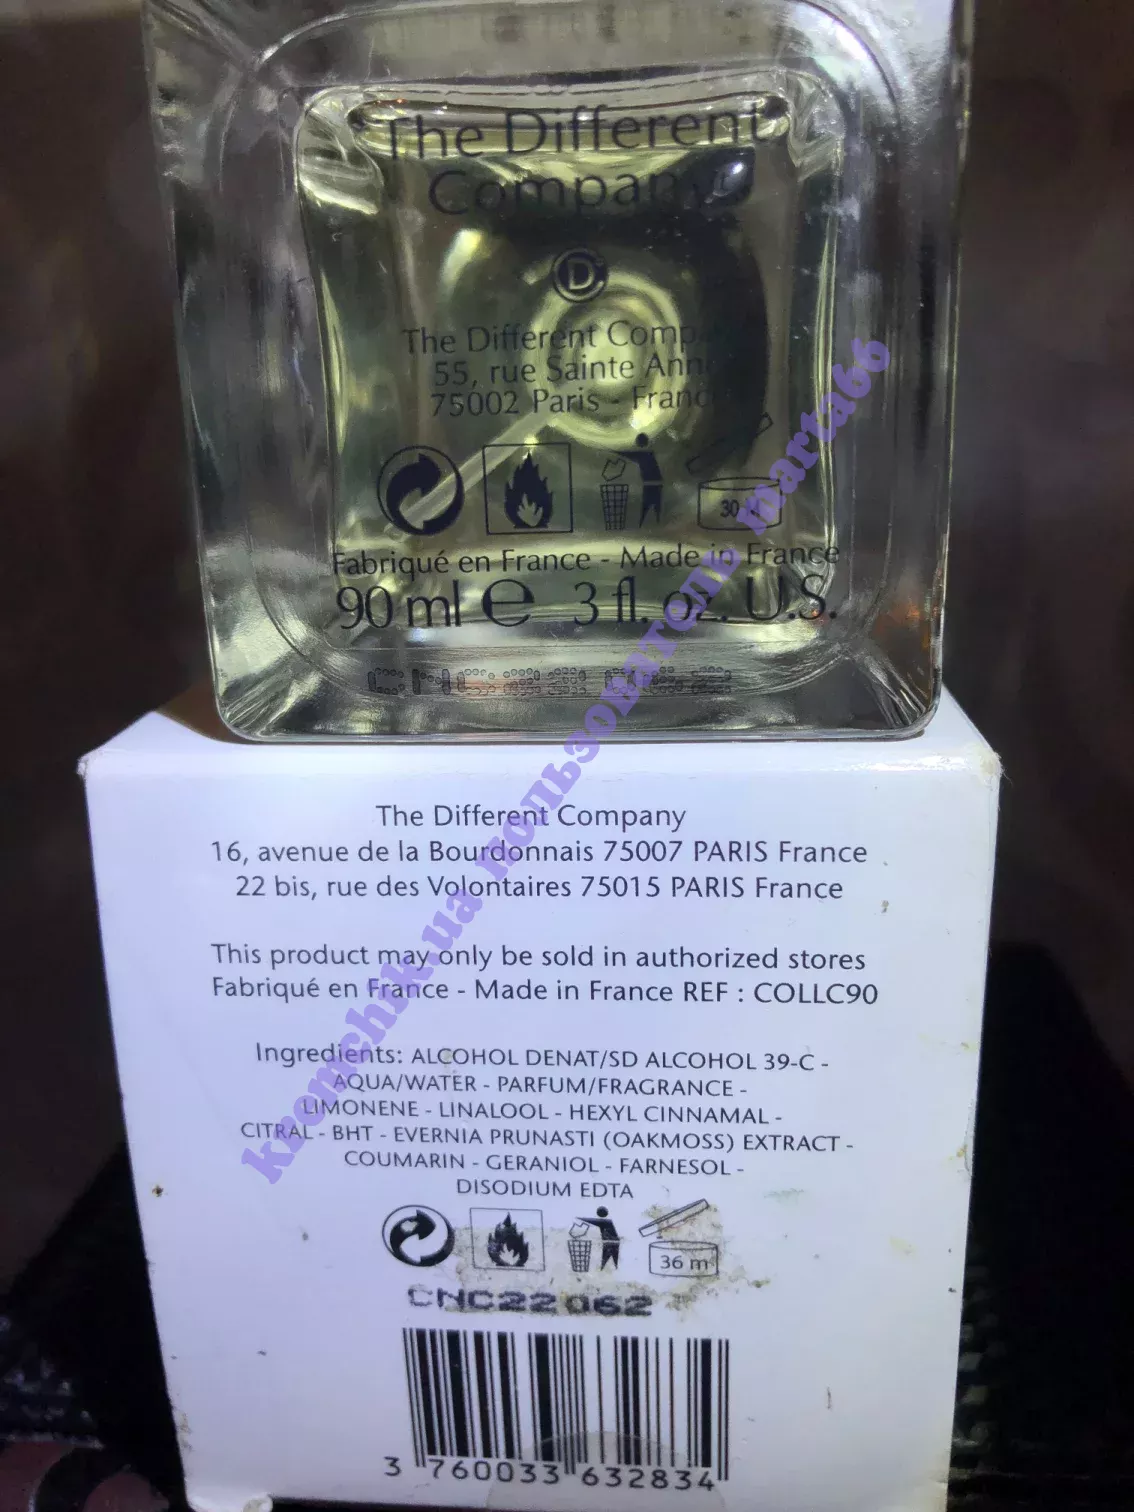 The Different
Company
D
The Different Comp
55, rue Sainte Ann
75002 Paris - Franc
30 M
Fabriqué en France - Made in France
90 ml e 3 fl. oz. U.S.
The Different Company
16, avenue de la Bourdonnais 75007 PARIS France
22 bis, rue des Volontaires 75015 PARIS France
This product may only be sold in authorized stores
Fabriqué en France - Made in France REF : COLLC90
Ingredients: ALCOHOL DENAT/SD ALCOHOL 39-C -
AQUA/WATER - PARFUM/FRAGRANCE -
LIMONENE - LINALOOL - HEXYL CINNAMAL -
CITRAL - BHT - EVERNIA PRUNASTI (OAKMOSS) EXTRACT -
COUMARIN - GERANIOL - FARNESOL -
DISODIUM EDTA
36 m
CNC22062
3 760033 632834
kromchik.ua пользователь marta66